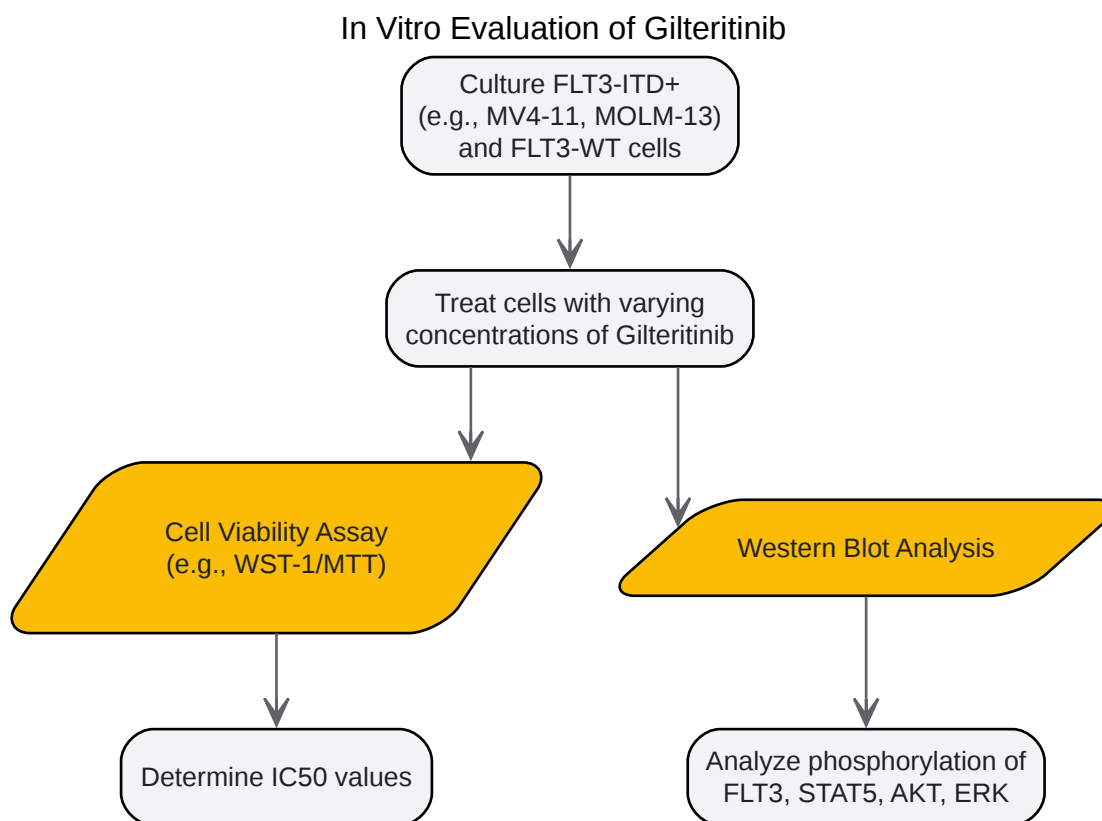 In Vitro Evaluation of Gilteritinib
Culture FLT3-ITD+
(e.g., MV4-11, MOLM-13)
and FLT3-WT cells
Treat cells with varying
concentrations of Gilteritinib
Cell Viability Assay
(e.g., WST-1/MTT)
Western Blot Analysis
Determine IC50 values
Analyze phosphorylation of
FLT3, STAT5, AKT, ERK